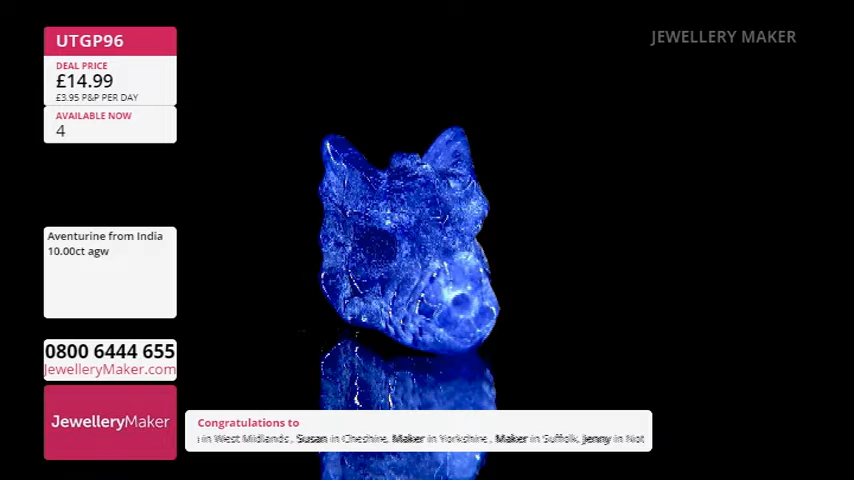 UTGP96
DEAL PRICE
£14.99
£3.95 P&P PER DAY
AVAILABLE NOW
4
JEWELLERY MAKER
Aventurine from India
10.00ct agw
0800 6444 655
JewelleryMaker.com
JewelleryMaker
Congratulations to
in West Midlands, Susan in Cheshire, Maker in Yorkshire, Maker in Suffolk, Jenny in Not